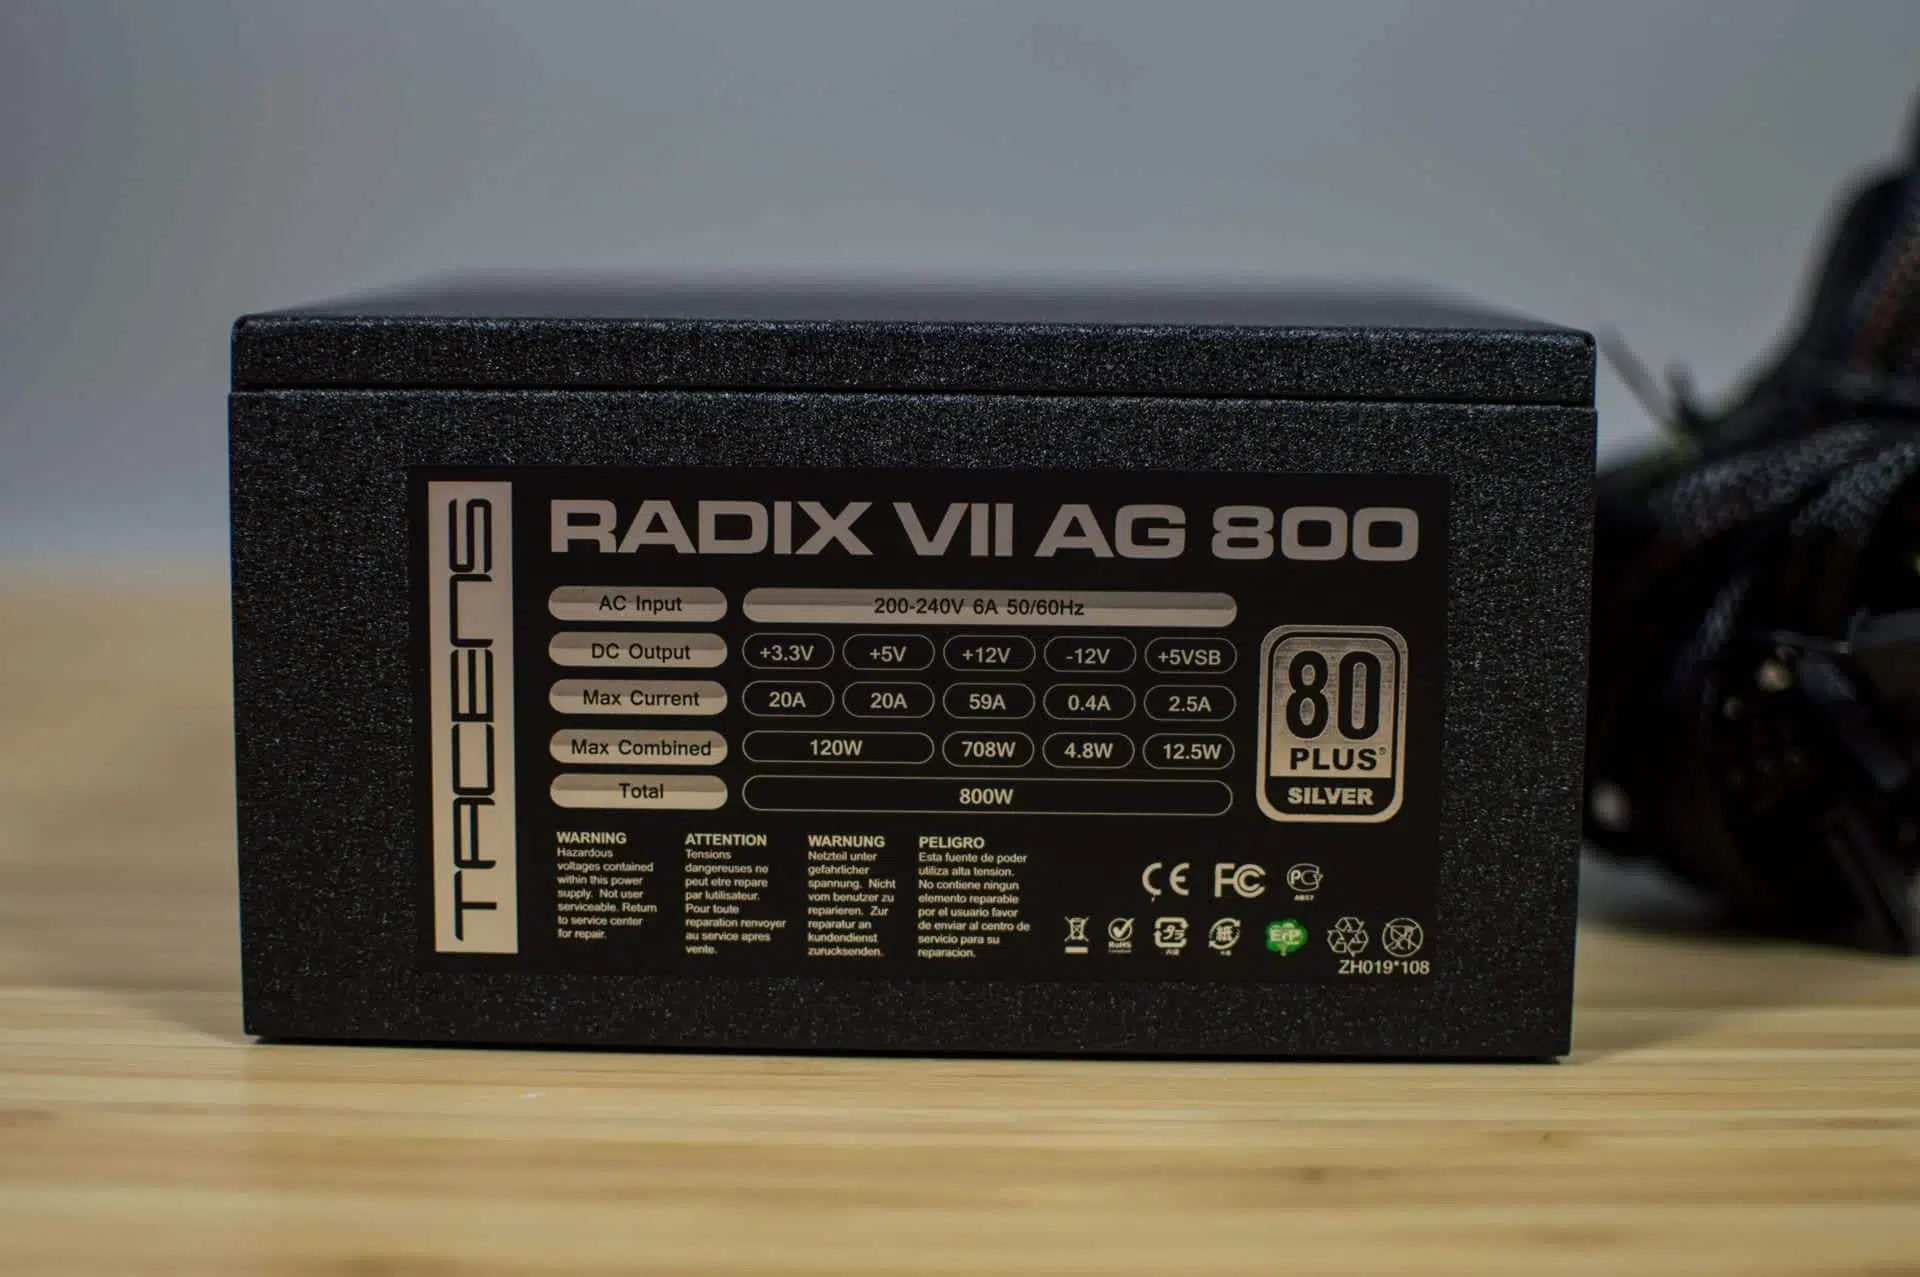 TACENS
RADIX VII AG 800
AC Input 200-240V 6A 50/60Hz
DC Output +3.3V +5V +12V -12V +5VSB
Max Current 20A 20A 59A 0.4A 2.5A
Max Combined 120W 708W 4.8W 12.5W
Total 800W
80
PLUS®
SILVER
WARNING
Hazardous
voltages contained
within this power
supply. Not user
serviceable. Return
to service center
for repair.
ATTENTION
Tensions
dangereuses ne
peut etre repare
par lutilisateur.
Pour toute
reparation renvoyer
au service apres
vente.
WARNUNG
Netzteil unter
gefahrlicher
spannung. Nicht
vom benutzer zu
reparieren. Zur
reparatur an
kundendienst
zurucksenden.
PELIGRO
Esta fuente de poder
utiliza alta tension.
No contiene ningun
elemento reparable
por el usuario favor
de enviar al centro de
servicio para su
reparacion.
CE FC
RoHS
プラ 紙 ErP
ZH019*108